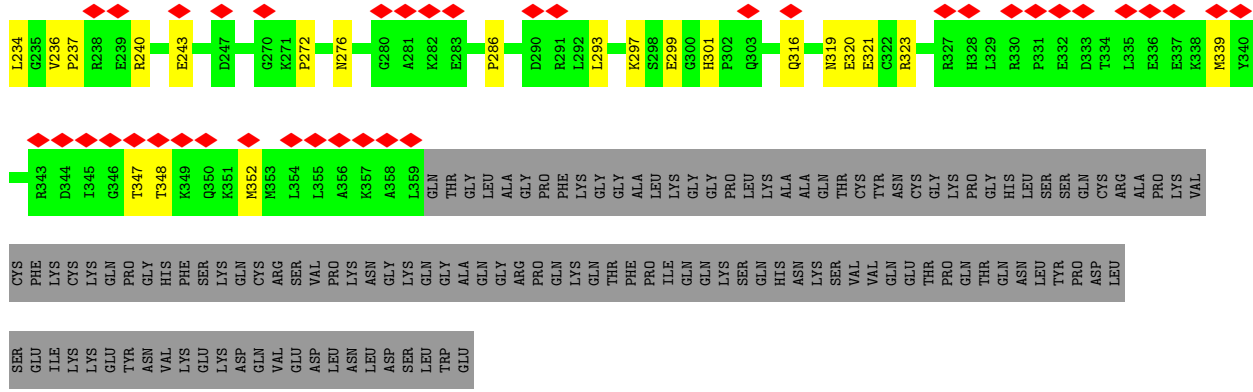 L234 G235 V236 P237 R238 E239 R240 E243 D247 G270 K271 P272 N276 G280 A281 K282 E283 P286 D290 R291 L292 L293 K297 S298 E299 G300 H301 P302 Q303 Q316 N319 E320 E321 C322 R323 R327 H328 L329 R330 P331 E332 D333 T334 L335 E336 E337 K338 M339 Y340
R343 D344 I345 G346 T347 T348 K349 Q350 K351 M352 M353 L354 L355 A356 K357 A358 L359 GLN THR GLY LEU ALA GLY PRO PHE LYS GLY GLY ALA LEU LYS GLY GLY PRO LEU LYS ALA ALA GLN THR CYS TYR ASN CYS GLY LYS PRO GLY HIS LEU SER SER GLN CYS ARG ALA PRO LYS VAL
CYS PHE LYS CYS LYS GLN PRO GLY HIS PHE SER LYS GLN CYS ARG SER VAL PRO LYS ASN GLY LYS GLN GLY ALA GLN GLY ARG PRO GLN LYS GLN THR PHE PRO ILE GLN GLN LYS SER GLN HIS ASN LYS SER VAL VAL GLN GLU THR PRO GLN THR GLN ASN LEU TYR PRO ASP LEU
SER GLU ILE LYS LYS GLU TYR ASN VAL LYS GLU LYS ASP GLN VAL GLU ASP LEU ASN LEU ASP SER LEU TRP GLU